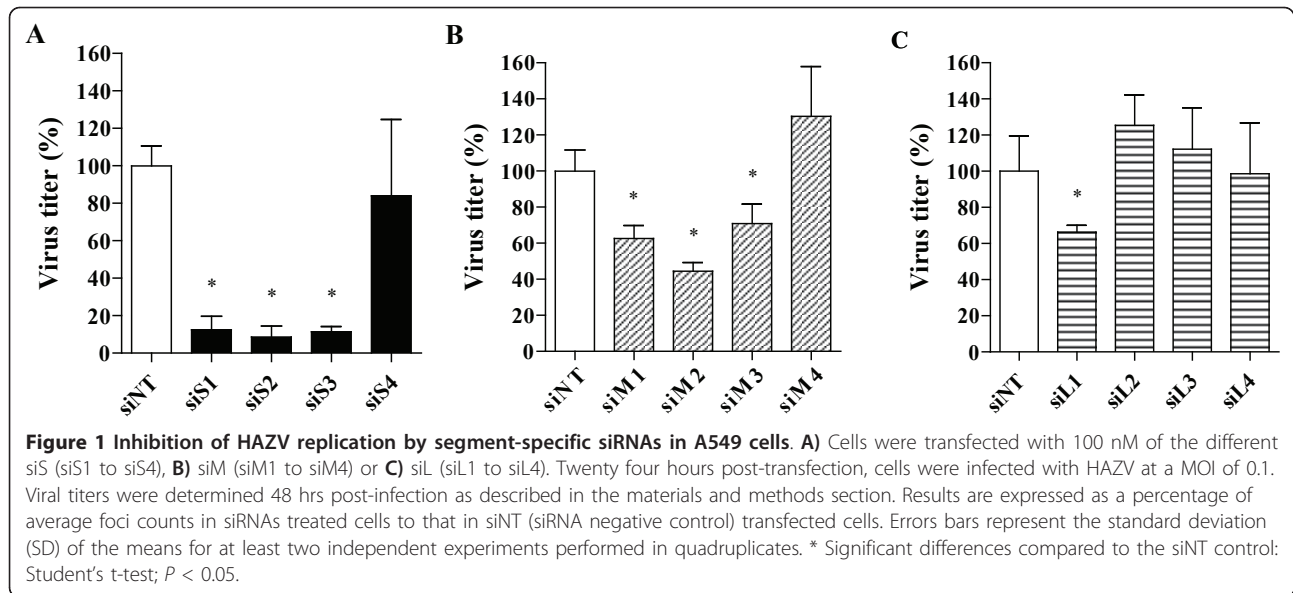 A
B
C
Virus titer (%)
160
140
120
100
80
60
40
20
0
*
*
*
siNT
siS1
siS2
siS3
siS4
Virus titer (%)
160
140
120
100
80
60
40
20
0
*
*
*
siNT
siM1
siM2
siM3
siM4
Virus titer (%)
160
140
120
100
80
60
40
20
0
*
siNT
siL1
siL2
siL3
siL4
Figure 1 Inhibition of HAZV replication by segment-specific siRNAs in A549 cells. A) Cells were transfected with 100 nM of the different
siS (siS1 to siS4), B) siM (siM1 to siM4) or C) siL (siL1 to siL4). Twenty four hours post-transfection, cells were infected with HAZV at a MOI of 0.1.
Viral titers were determined 48 hrs post-infection as described in the materials and methods section. Results are expressed as a percentage of
average foci counts in siRNAs treated cells to that in siNT (siRNA negative control) transfected cells. Errors bars represent the standard deviation
(SD) of the means for at least two independent experiments performed in quadruplicates. * Significant differences compared to the siNT control:
Student's t-test; P < 0.05.